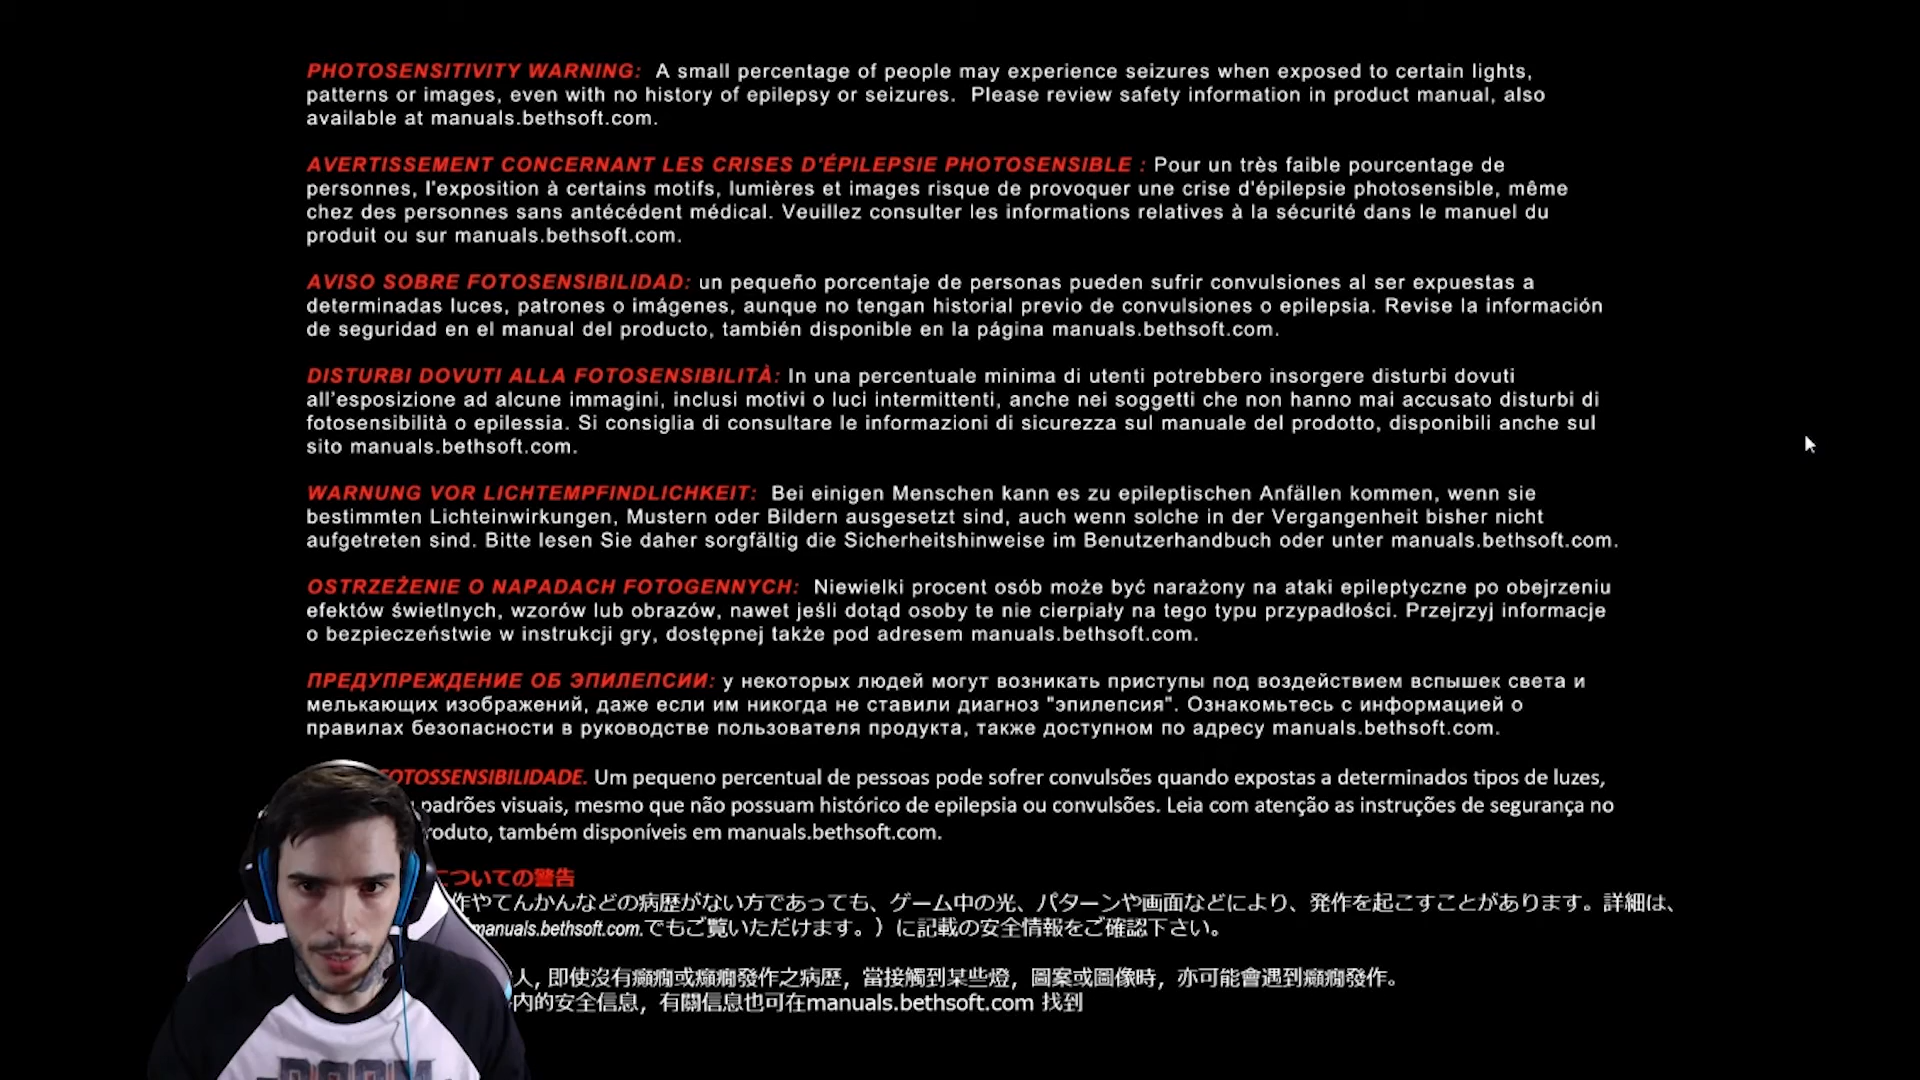 PHOTOSENSITIVITY WARNING: A small percentage of people may experience seizures when exposed to certain lights,
patterns or images, even with no history of epilepsy or seizures. Please review safety information in product manual, also
available at manuals.bethsoft.com.
AVERTISSEMENT CONCERNANT LES CRISES D'ÉPILEPSIE PHOTOSENSIBLE : Pour un très faible pourcentage de
personnes, l'exposition à certains motifs, lumières et images risque de provoquer une crise d'épilepsie photosensible, même
chez des personnes sans antécédent médical. Veuillez consulter les informations relatives à la sécurité dans le manuel du
produit ou sur manuals.bethsoft.com.
AVISO SOBRE FOTOSENSIBILIDAD: un pequeño porcentaje de personas pueden sufrir convulsiones al ser expuestas a
determinadas luces, patrones o imágenes, aunque no tengan historial previo de convulsiones o epilepsia. Revise la información
de seguridad en el manual del producto, también disponible en la página manuals.bethsoft.com.
DISTURBI DOVUTI ALLA FOTOSENSIBILITÀ: In una percentuale minima di utenti potrebbero insorgere disturbi dovuti
all'esposizione ad alcune immagini, inclusi motivi o luci intermittenti, anche nei soggetti che non hanno mai accusato disturbi di
fotosensibilità o epilessia. Si consiglia di consultare le informazioni di sicurezza sul manuale del prodotto, disponibili anche sul
sito manuals.bethsoft.com.
WARNUNG VOR LICHTEMPFINDLICHKEIT: Bei einigen Menschen kann es zu epileptischen Anfällen kommen, wenn sie
bestimmten Lichteinwirkungen, Mustern oder Bildern ausgesetzt sind, auch wenn solche in der Vergangenheit bisher nicht
aufgetreten sind. Bitte lesen Sie daher sorgfältig die Sicherheitshinweise im Benutzerhandbuch oder unter manuals.bethsoft.com.
OSTRZEŻENIE O NAPADACH FOTOGENNYCH: Niewielki procent osób może być narażony na ataki epileptyczne po obejrzeniu
efektów świetlnych, wzorów lub obrazów, nawet jeśli dotąd osoby te nie cierpiały na tego typu przypadłości. Przejrzyj informacje
o bezpieczeństwie w instrukcji gry, dostępnej także pod adresem manuals.bethsoft.com.
ПРЕДУПРЕЖДЕНИЕ ОБ ЭПИЛЕПСИИ: у некоторых людей могут возникать приступы под воздействием вспышек света и
мелькающих изображений, даже если им никогда не ставили диагноз "эпилепсия". Ознакомьтесь с информацией о
правилах безопасности в руководстве пользователя продукта, также доступном по адресу manuals.bethsoft.com.
FOTOSSENSIBILIDADE. Um pequeno percentual de pessoas pode sofrer convulsões quando expostas a determinados tipos de luzes,
padrões visuais, mesmo que não possuam histórico de epilepsia ou convulsões. Leia com atenção as instruções de segurança no
roduto, também disponíveis em manuals.bethsoft.com.
についての警告
作やてんかんなどの病歴がない方であっても、ゲーム中の光、パターンや画面などにより、発作を起こすことがあります。詳細は、
manuals.bethsoft.com.でもご覧いただけます。）に記載の安全情報をご確認下さい。
人, 即使沒有癲癇或癲癇發作之病歷，當接觸到某些燈，圖案或圖像時，亦可能會遇到癲癇發作。
內的安全信息，有關信息也可在manuals.bethsoft.com 找到
DOOM